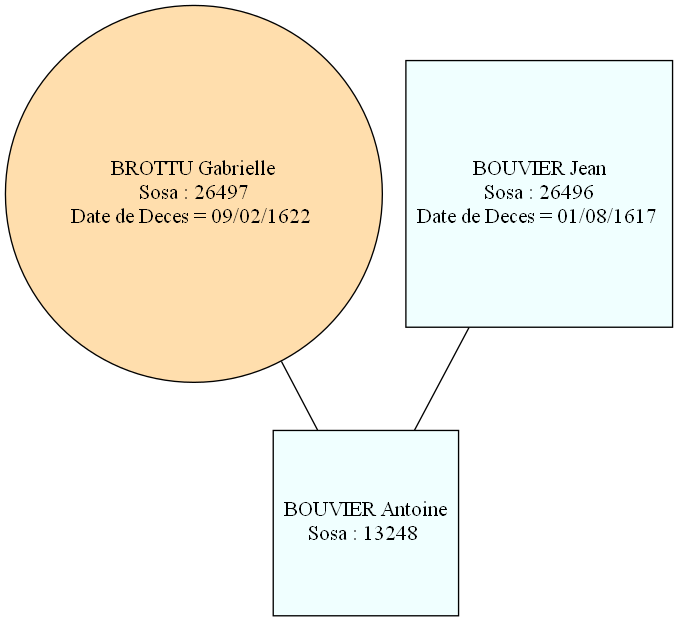 BROTTU Gabrielle
Sosa : 26497
Date de Deces = 09/02/1622
BOUVIER Jean
Sosa : 26496
Date de Deces = 01/08/1617
BOUVIER Antoine
Sosa : 13248